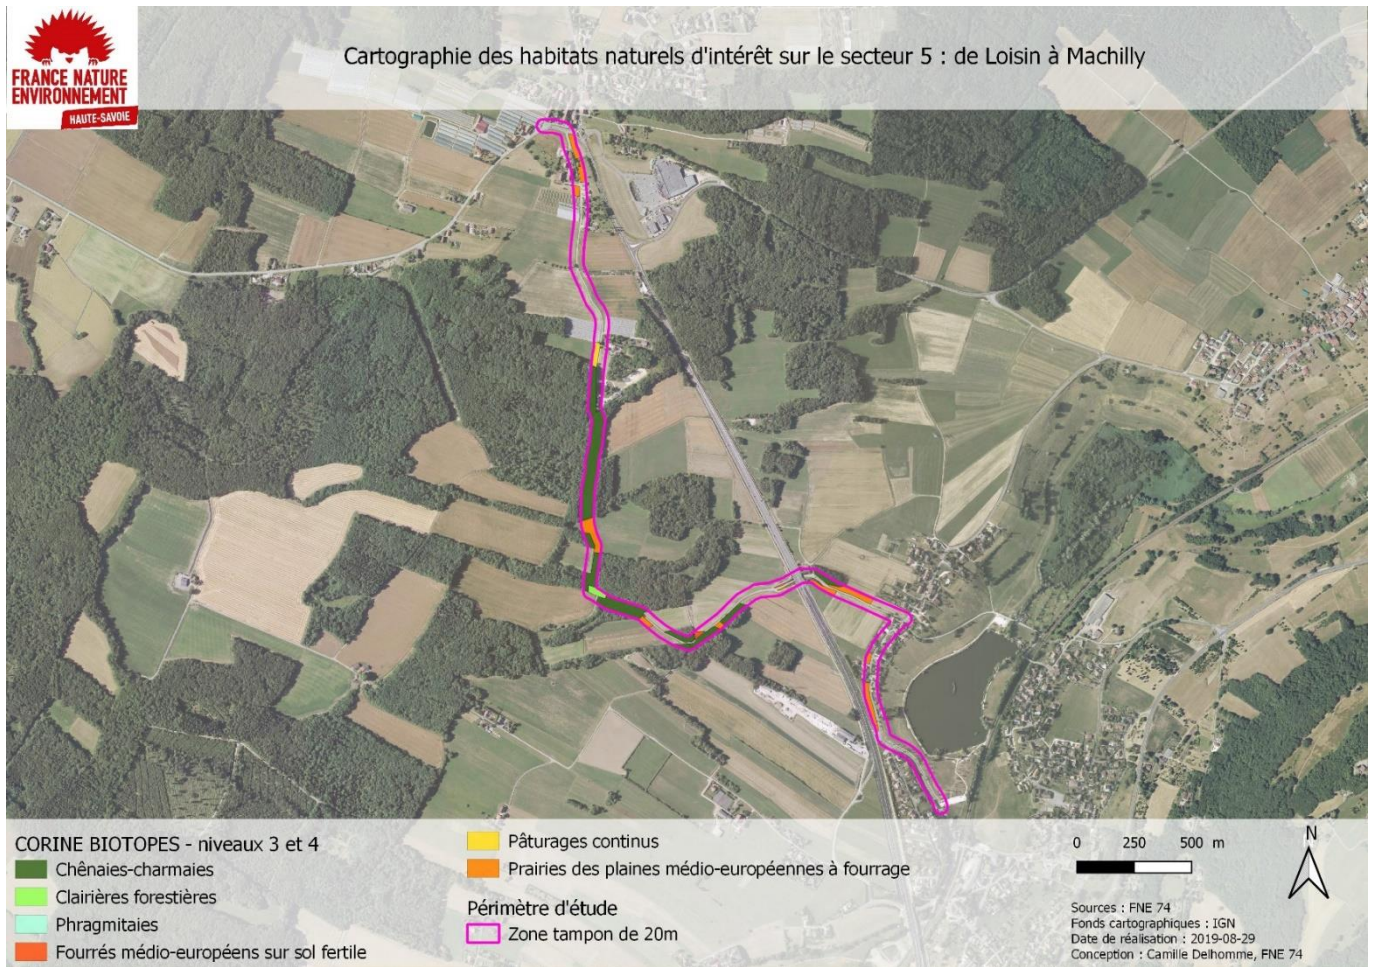 FRANCE NATURE
ENVIRONNEMENT
HAUTE-SAVOIE
Cartographie des habitats naturels d'intérêt sur le secteur 5 : de Loisin à Machilly
CORINE BIOTOPES - niveaux 3 et 4
Chênaies-charmaies
Clairières forestières
Phragmitaies
Fourrés médio-européens sur sol fertile
Pâturages continus
Prairies des plaines médio-européennes à fourrage
Périmètre d'étude
Zone tampon de 20m
0 250 500 m
N
Sources : FNE 74
Fonds cartographiques : IGN
Date de réalisation : 2019-08-29
Conception : Camille Delhomme, FNE 74